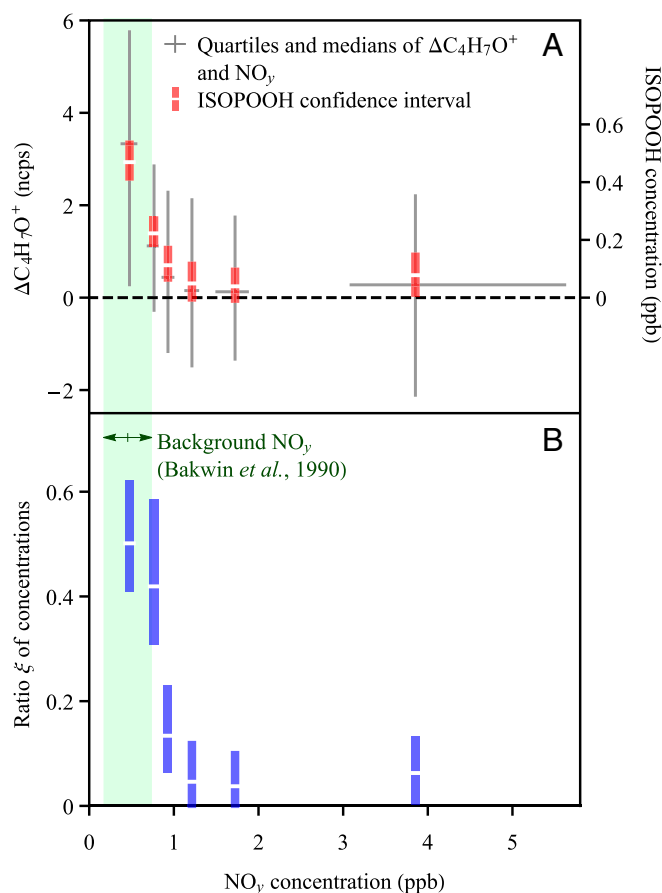 A
Quartiles and medians of ΔC₄H₇O⁺
and NOy
ISOPOOH confidence interval
6
4
2
0
−2
ΔC₄H₇O⁺ (ncps)
0.6
0.4
0.2
0
ISOPOOH concentration (ppb)
B
Background NOy
(Bakwin et al., 1990)
0.6
0.4
0.2
0
Ratio ξ of concentrations
0 1 2 3 4 5
NOy concentration (ppb)